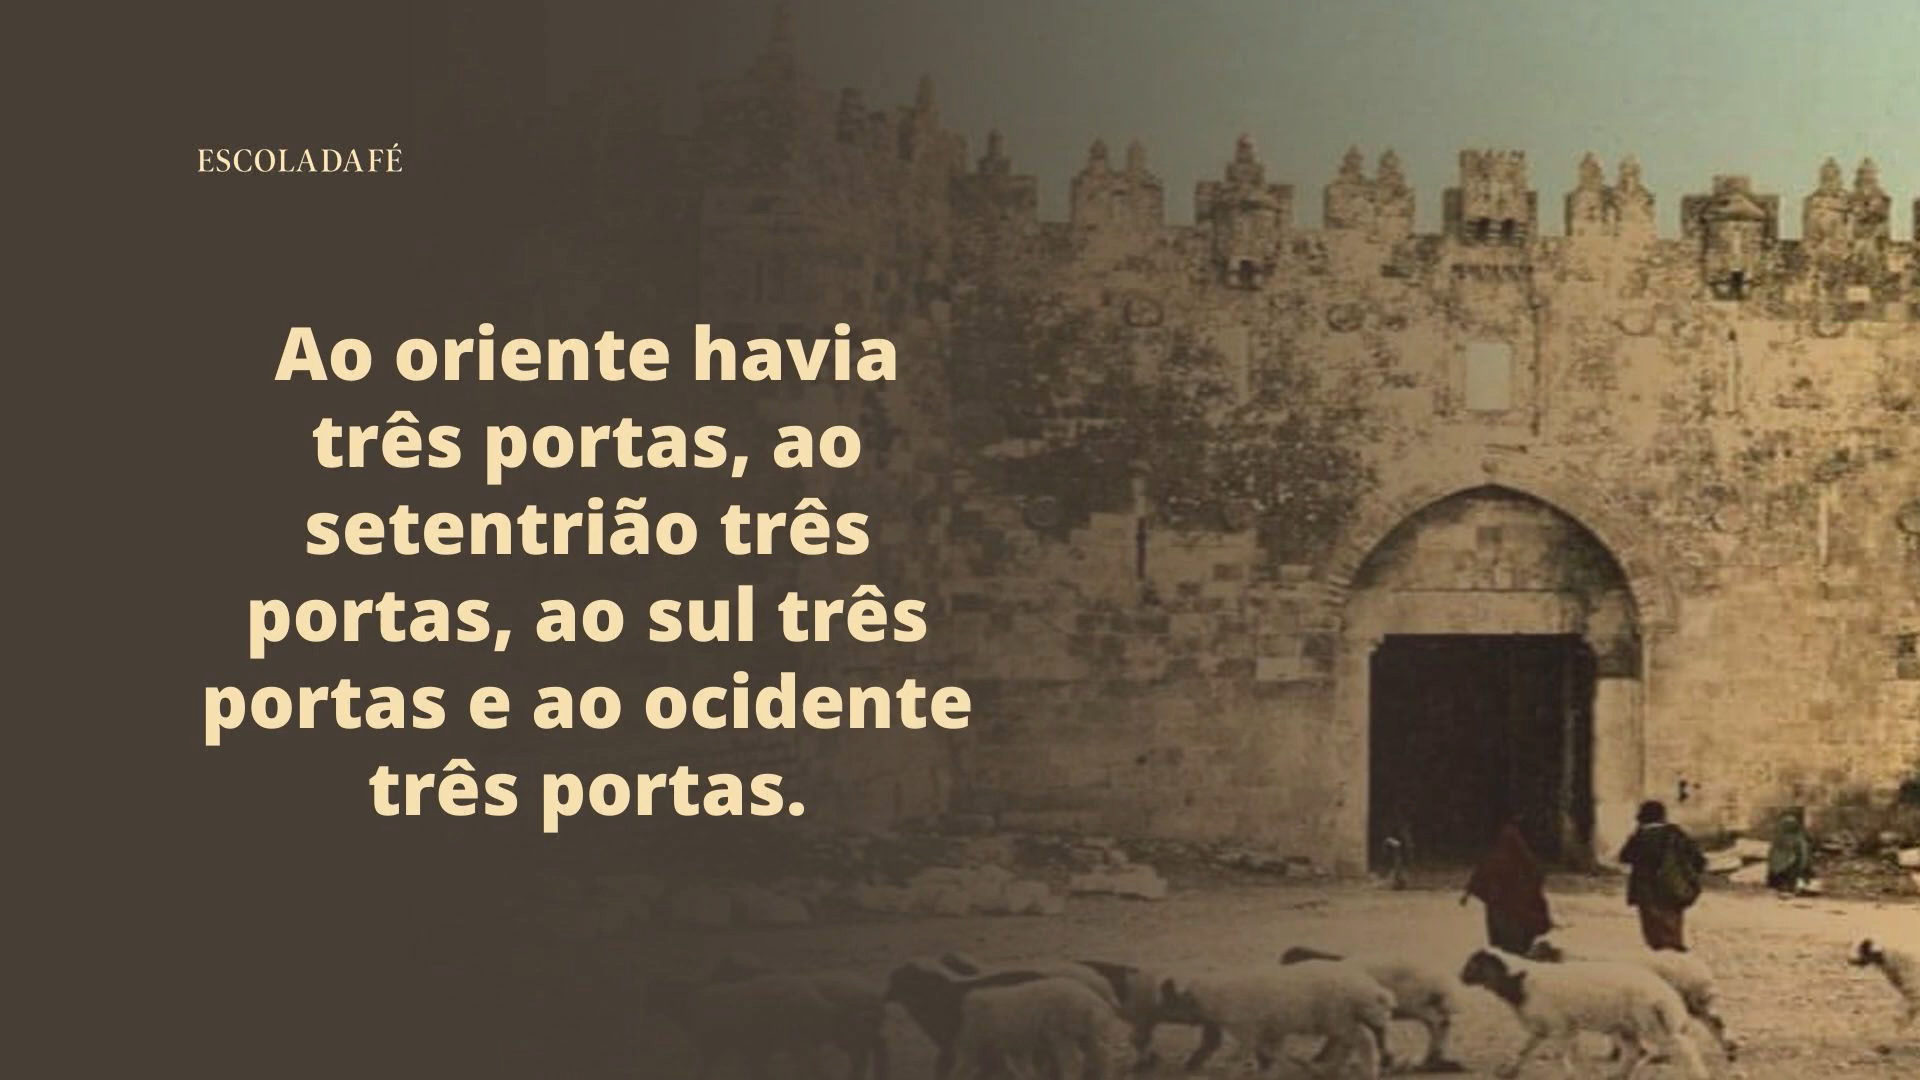 ESCOLADAFÉ
Ao oriente havia
três portas, ao
setentrião três
portas, ao sul três
portas e ao ocidente
três portas.